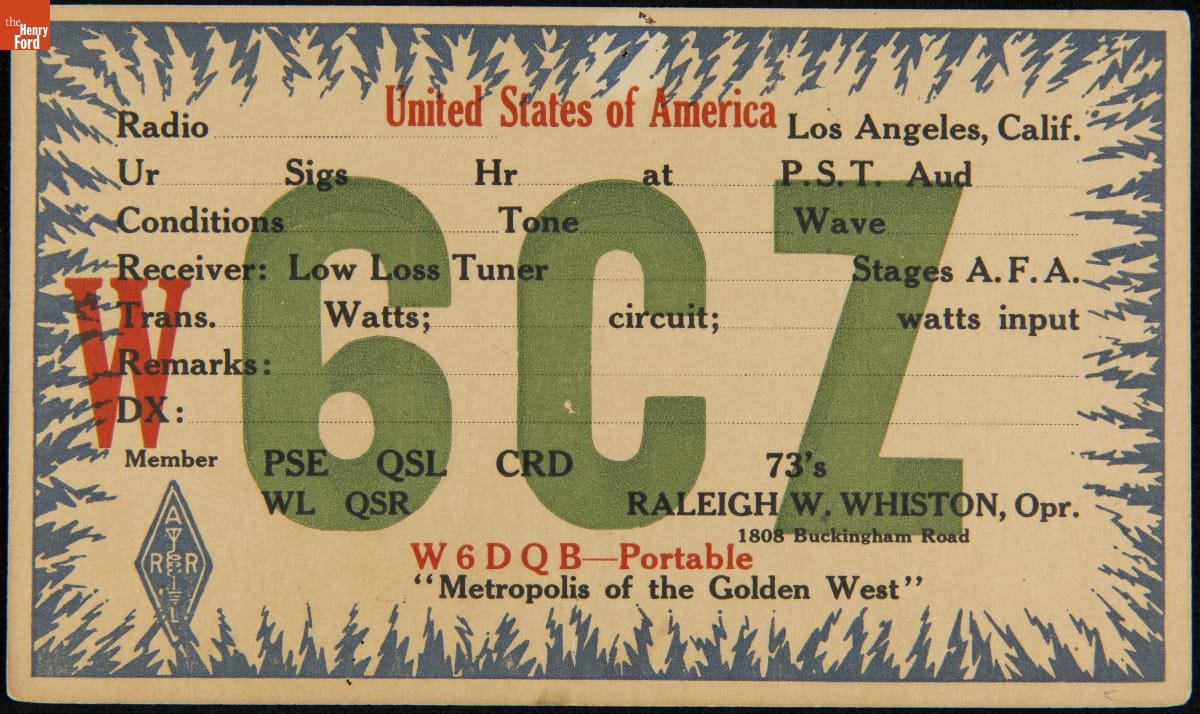 the
Henry
Ford
United States of America
Radio Los Angeles, Calif.
Ur Sigs Hr at P.S.T. Aud
Conditions Tone Wave
Receiver: Low Loss Tuner Stages A.F.A.
Trans. Watts; circuit; watts input
Remarks:
DX:
W 6CZ
Member PSE QSL CRD 73's
WL QSR RALEIGH W. WHISTON, Opr.
1808 Buckingham Road
A
R R
L
W6DQB—Portable
“Metropolis of the Golden West”